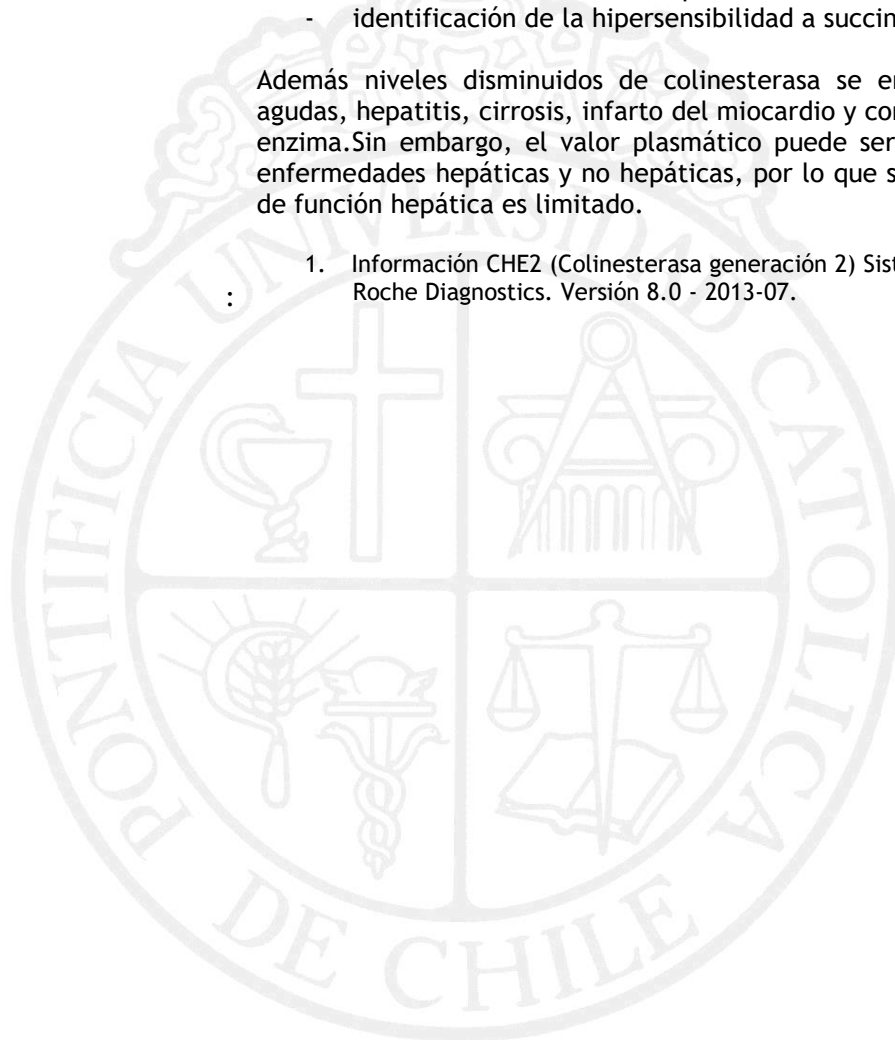 - identificación de la hipersensibilidad a succin
Además niveles disminuidos de colinesterasa se en
agudas, hepatitis, cirrosis, infarto del miocardio y con
enzima.Sin embargo, el valor plasmático puede ser
enfermedades hepáticas y no hepáticas, por lo que s
de función hepática es limitado.
1. Información CHE2 (Colinesterasa generación 2) Sist
: Roche Diagnostics. Versión 8.0 - 2013-07.
PONTIFICIA UNIVERSIDAD CATOLICA
DE CHILE